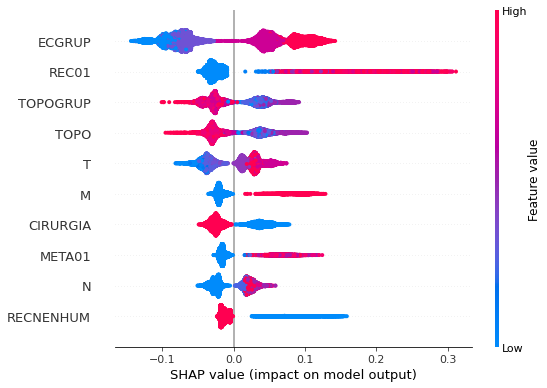 High
ECGRUP
REC01
TOPOGRUP
TOPO
T
M
CIRURGIA
META01
N
RECNENHUM
Low
Feature value
−0.1 0.0 0.1 0.2 0.3
SHAP value (impact on model output)